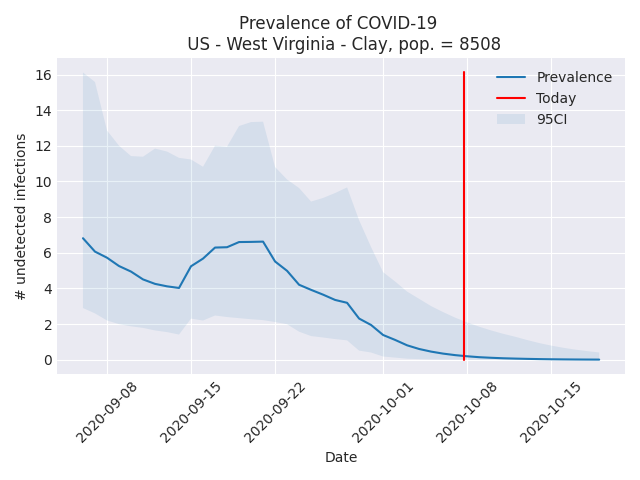 Prevalence of COVID-19
US - West Virginia - Clay, pop. = 8508
Prevalence
Today
95CI
# undetected infections
16
14
12
10
8
6
4
2
0
2020-09-08
2020-09-15
2020-09-22
2020-10-01
2020-10-08
2020-10-15
Date